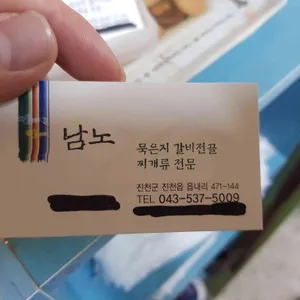 남노
묵은지 갈비전골
찌개류 전문
진천군 진천읍 읍내리 471-144
TEL 043-537-5009